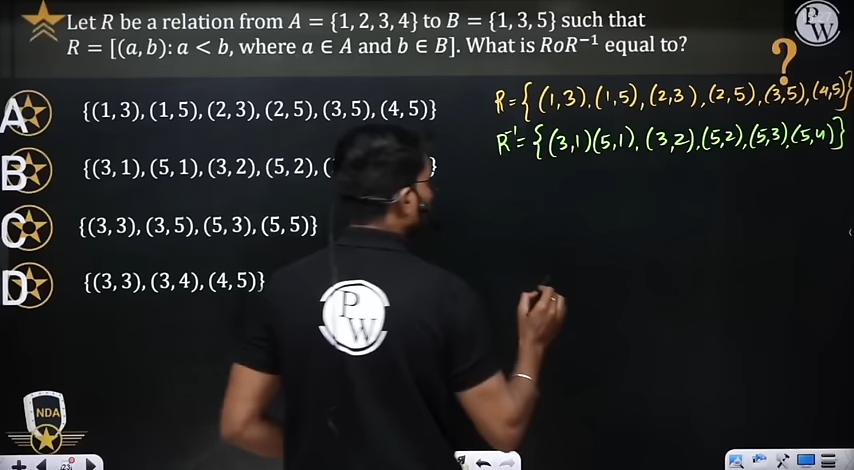 Let R be a relation from A = {1, 2, 3, 4} to B = {1, 3, 5} such that
R = [(a, b): a < b, where a ∈ A and b ∈ B]. What is RoR⁻¹ equal to?
?
P
W
A {(1, 3), (1, 5), (2, 3), (2, 5), (3, 5), (4, 5)}
R = { (1,3), (1,5), (2,3), (2,5), (3,5), (4,5)}
R⁻¹ = { (3,1)(5,1), (3,2), (5,2), (5,3), (5,4)}
B {(3, 1), (5, 1), (3, 2), (5, 2), ( }
C {(3, 3), (3, 5), (5, 3), (5, 5)}
D {(3, 3), (3, 4), (4, 5)}
P
W
NDA